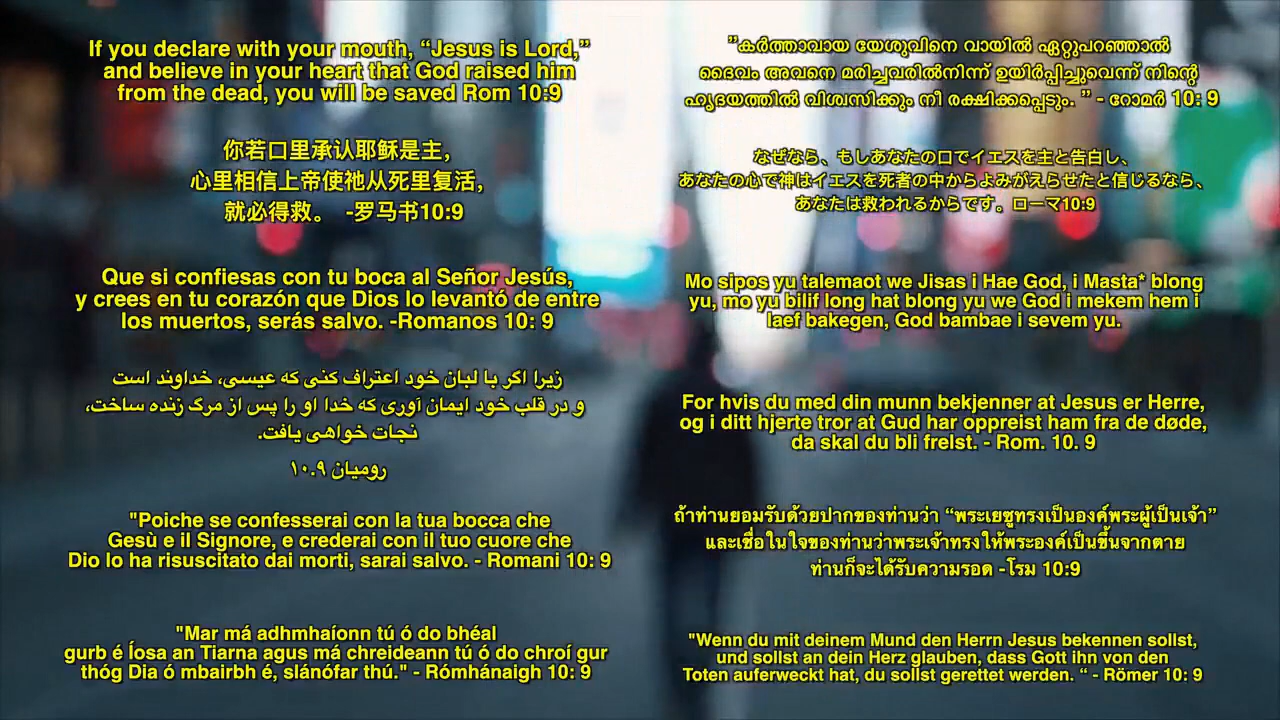 If you declare with your mouth, “Jesus is Lord,”
and believe in your heart that God raised him
from the dead, you will be saved Rom 10:9
你若口里承认耶稣是主，
心里相信上帝使祂从死里复活，
就必得救。 -罗马书10:9
Que si confiesas con tu boca al Señor Jesús,
y crees en tu corazón que Dios lo levantó de entre
los muertos, serás salvo. -Romanos 10: 9
زیرا اگر با لبان خود اعتراف کنی که عیسی، خداوند است
و در قلب خود ایمان آوری که خدا او را پس از مرگ زنده ساخت،
نجات خواهی یافت.
رومیان ۱۰.۹
"Poiche se confesserai con la tua bocca che
Gesù e il Signore, e crederai con il tuo cuore che
Dio lo ha risuscitato dai morti, sarai salvo. - Romani 10: 9
"Mar má adhmhaíonn tú ó do bhéal
gurb é Íosa an Tiarna agus má chreideann tú ó do chroí gur
thóg Dia ó mbairbh é, slánófar thú." - Rómhánaigh 10: 9
”കർത്താവായ യേശുവിനെ വായിൽ ഏറ്റുപറഞ്ഞാൽ
ദൈവം അവനെ മരിച്ചവരിൽനിന്ന് ഉയിർപ്പിച്ചുവെന്ന് നിന്റെ
ഹൃദയത്തിൽ വിശ്വസിക്കും നീ രക്ഷിക്കപ്പെടും. ” - റോമർ 10: 9
なぜなら、もしあなたの口でイエスを主と告白し、
あなたの心で神はイエスを死者の中からよみがえらせたと信じるなら、
あなたは救われるからです。ローマ10:9
Mo sipos yu talemaot we Jisas i Hae God, i Masta* blong
yu, mo yu bilif long hat blong yu we God i mekem hem i
laef bakegen, God bambae i sevem yu.
For hvis du med din munn bekjenner at Jesus er Herre,
og i ditt hjerte tror at Gud har oppreist ham fra de døde,
da skal du bli frelst. - Rom. 10. 9
ถ้าท่านยอมรับด้วยปากของท่านว่า “พระเยซูทรงเป็นองค์พระผู้เป็นเจ้า”
และเชื่อในใจของท่านว่าพระเจ้าทรงให้พระองค์เป็นขึ้นจากตาย
ท่านก็จะได้รับความรอด -โรม 10:9
"Wenn du mit deinem Mund den Herrn Jesus bekennen sollst,
und sollst an dein Herz glauben, dass Gott ihn von den
Toten auferweckt hat, du sollst gerettet werden. “ - Römer 10: 9